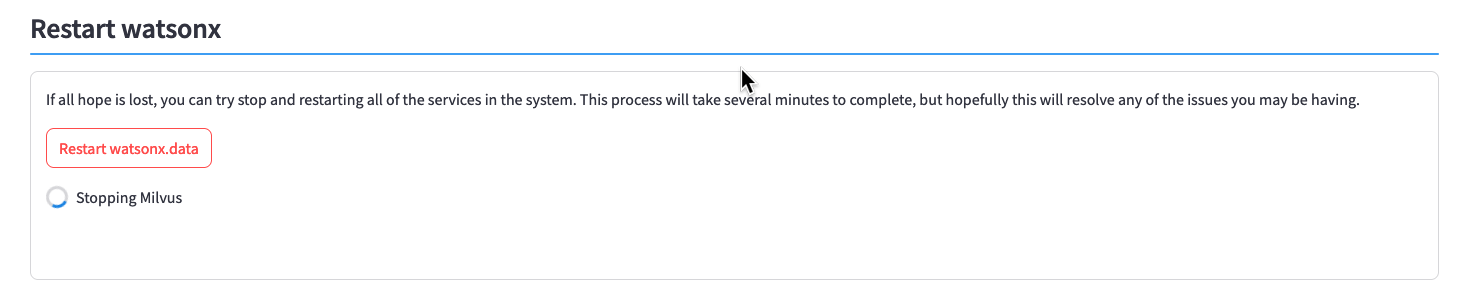 Restart watsonx
If all hope is lost, you can try stop and restarting all of the services in the system. This process will take several minutes to complete, but hopefully this will resolve any of the issues you may be having.
Restart watsonx.data
Stopping Milvus